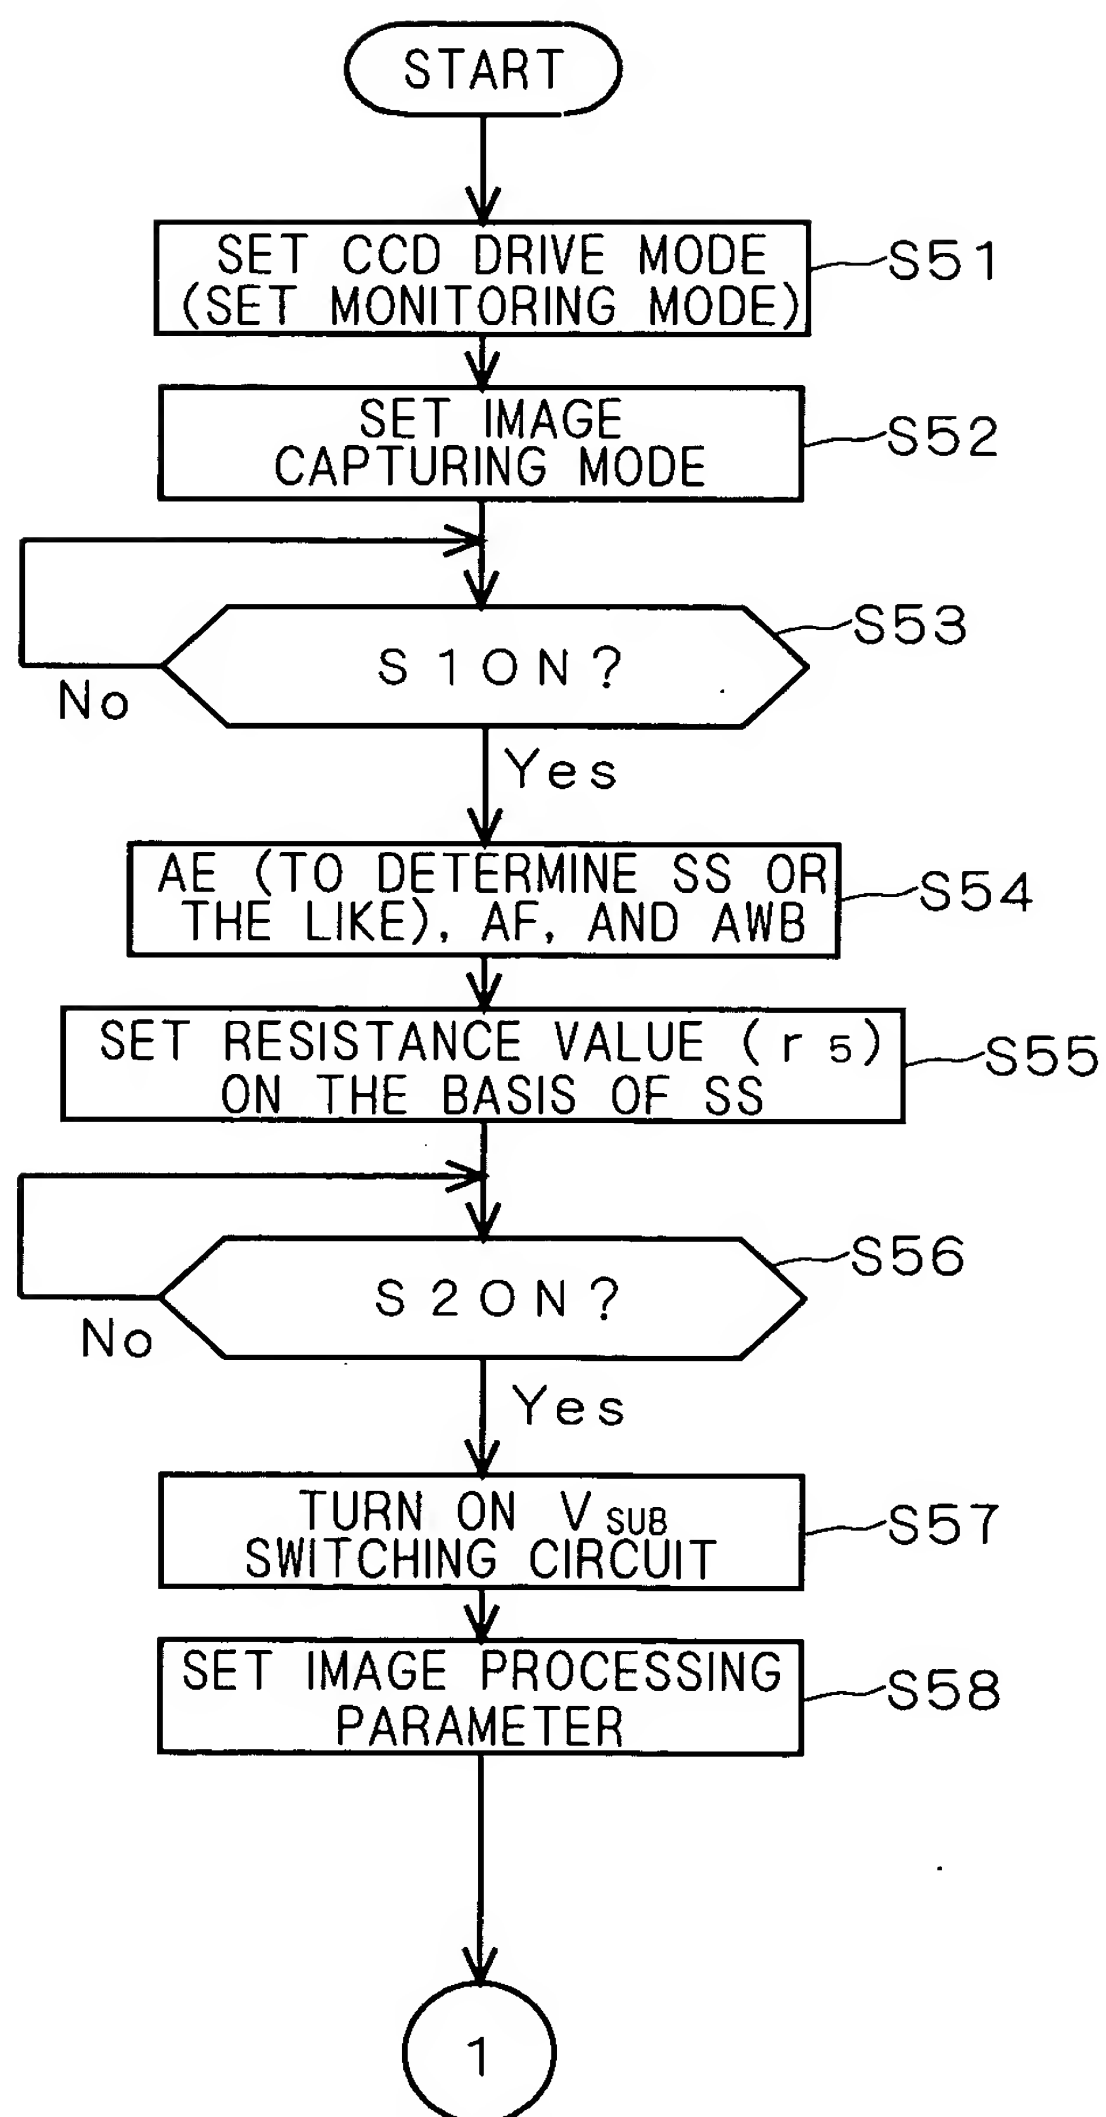 START
SET CCD DRIVE MODE
(SET MONITORING MODE)
S51
SET IMAGE
CAPTURING MODE
S52
S1ON?
S53
No
Yes
AE (TO DETERMINE SS OR
THE LIKE), AF, AND AWB
S54
SET RESISTANCE VALUE (r5)
ON THE BASIS OF SS
S55
S2ON?
S56
No
Yes
TURN ON VSUB
SWITCHING CIRCUIT
S57
SET IMAGE PROCESSING
PARAMETER
S58
1